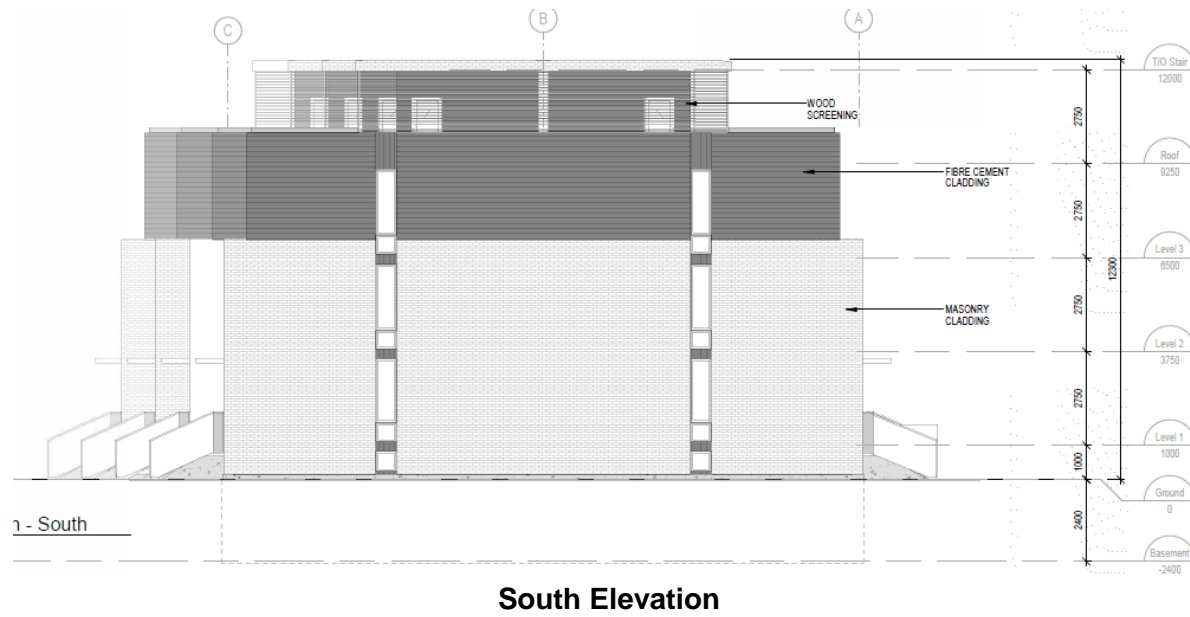 C
B
A
T/O Stair
12000
WOOD
SCREENING
2750
Roof
9250
FIBRE CEMENT
CLADDING
2750
Level 3
6500
12300
MASONRY
CLADDING
2750
Level 2
3750
2750
Level 1
1000
1000
Ground
0
n - South
2400
Basement
-2400
South Elevation